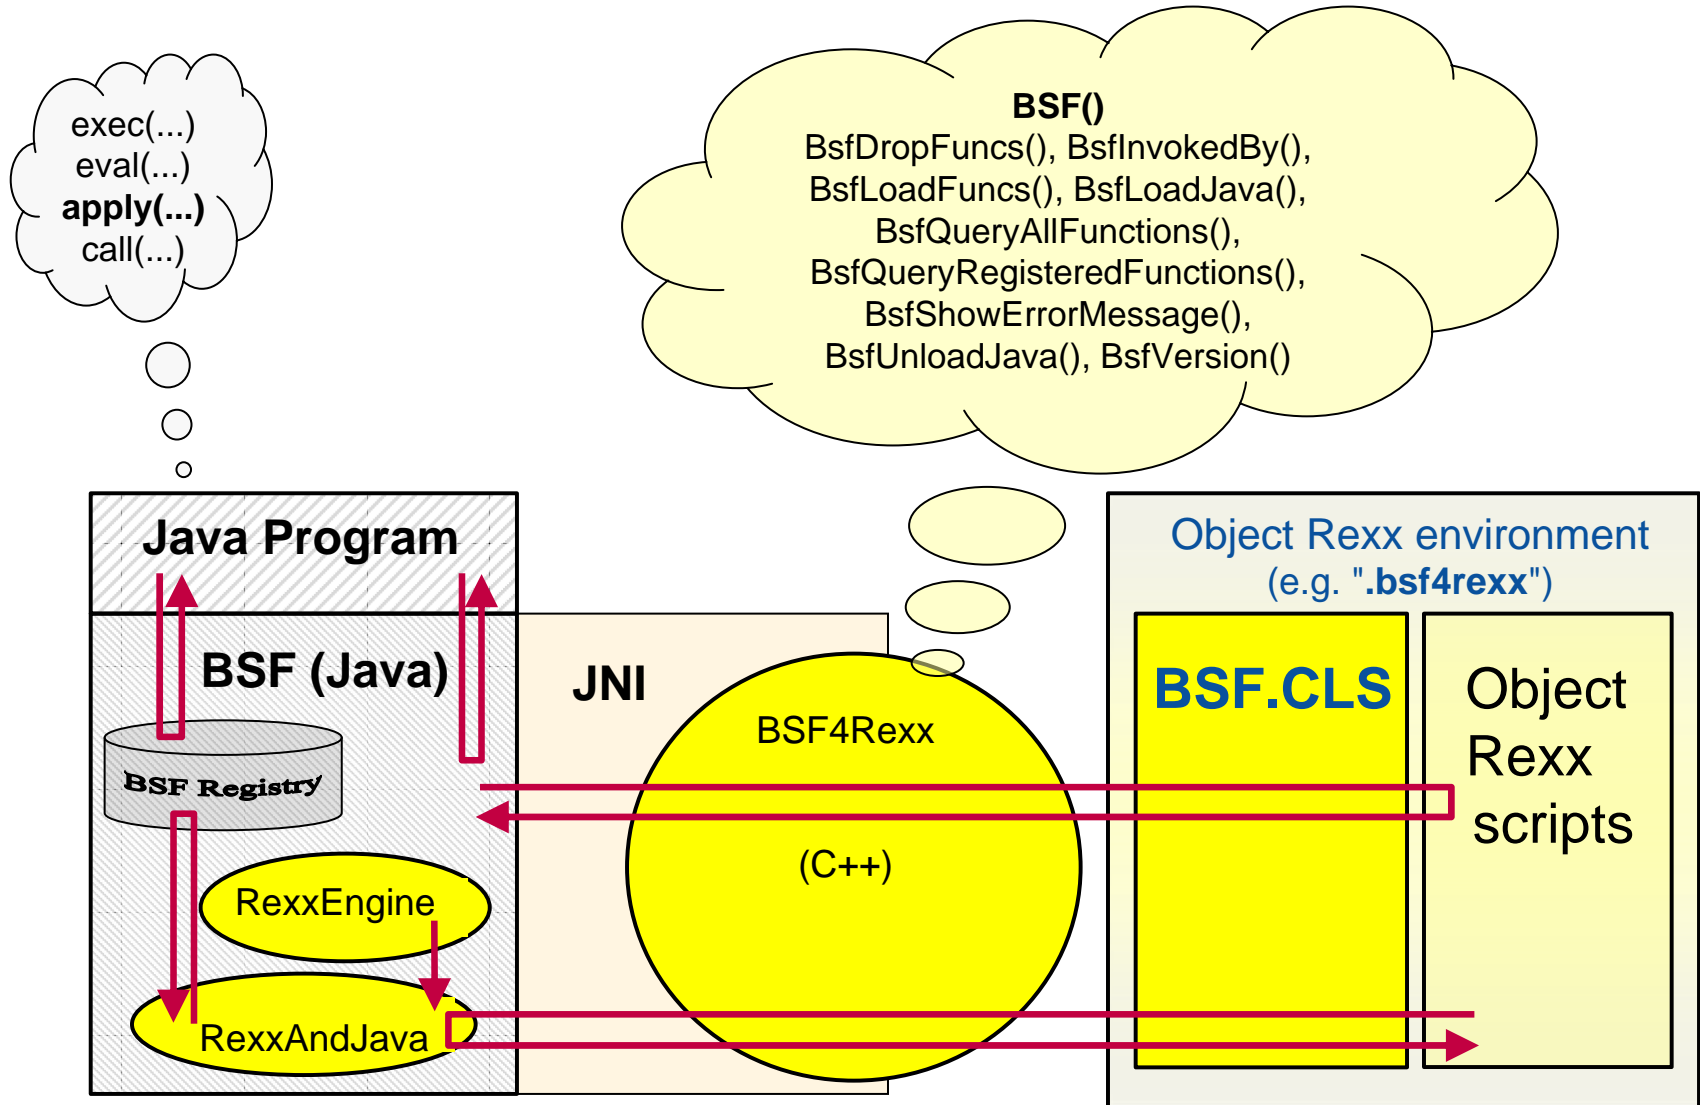 exec(...)
eval(...)
apply(...)
call(...)
BSF()
BsfDropFuncs(), BsfInvokedBy(),
BsfLoadFuncs(), BsfLoadJava(),
BsfQueryAllFunctions(),
BsfQueryRegisteredFunctions(),
BsfShowErrorMessage(),
BsfUnloadJava(), BsfVersion()
Java Program
BSF (Java)
BSF Registry
RexxEngine
RexxAndJava
JNI
BSF4Rexx
(C++)
Object Rexx environment
(e.g. ".bsf4rexx")
BSF.CLS
Object
Rexx
scripts